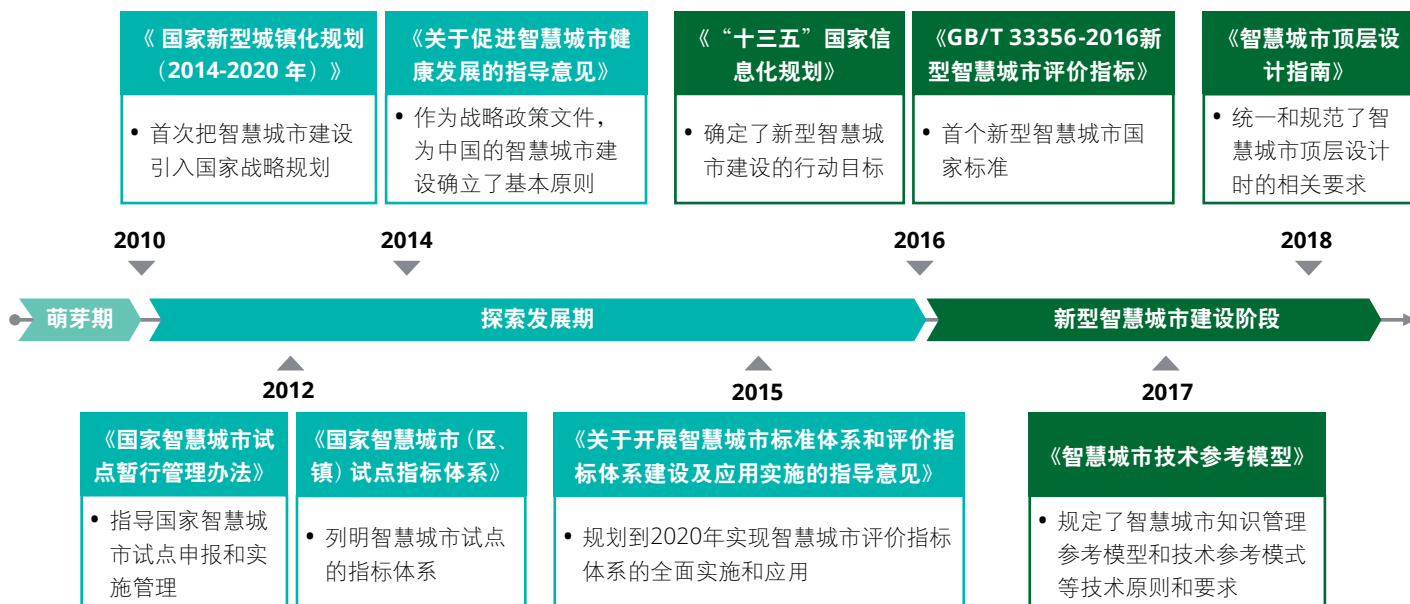 《 国家新型城镇化规划
（2014-2020 年）》
• 首次把智慧城市建设
引入国家战略规划
《关于促进智慧城市健
康发展的指导意见》
• 作为战略政策文件，
为中国的智慧城市建
设确立了基本原则
《“十三五”国家信
息化规划》
• 确定了新型智慧城
市建设的行动目标
《GB/T 33356-2016新
型智慧城市评价指标》
• 首个新型智慧城市国
家标准
《智慧城市顶层设
计指南》
• 统一和规范了智
慧城市顶层设计
时的相关要求
2010
2014
2016
2018
萌芽期
探索发展期
新型智慧城市建设阶段
2012
2015
2017
《国家智慧城市试
点暂行管理办法》
• 指导国家智慧城
市试点申报和实
施管理
《国家智慧城市（区、
镇）试点指标体系》
• 列明智慧城市试点
的指标体系
《关于开展智慧城市标准体系和评价指
标体系建设及应用实施的指导意见》
• 规划到2020年实现智慧城市评价指标
体系的全面实施和应用
《智慧城市技术参考模型》
• 规定了智慧城市知识管理
参考模型和技术参考模式
等技术原则和要求